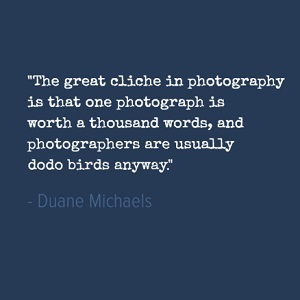 "The great cliche in photography
is that one photograph is
worth a thousand words, and
photographers are usually
dodo birds anyway."
- Duane Michaels